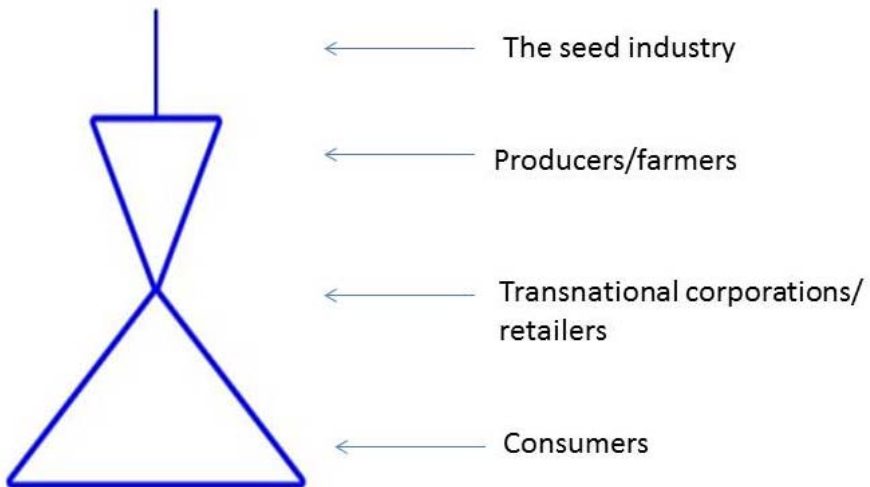 The seed industry
Producers/farmers
Transnational corporations/
retailers
Consumers